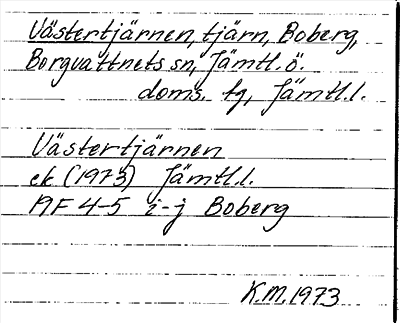 Västertjärnen, tjärn, Boberg,
Borgvattnets sn, Jämtl. ö.
doms. tg, Jämtl.l.
Västertjärnen
ek (1973) Jämtl.l.
19F 4-5 i-j Boberg
K.M. 1973